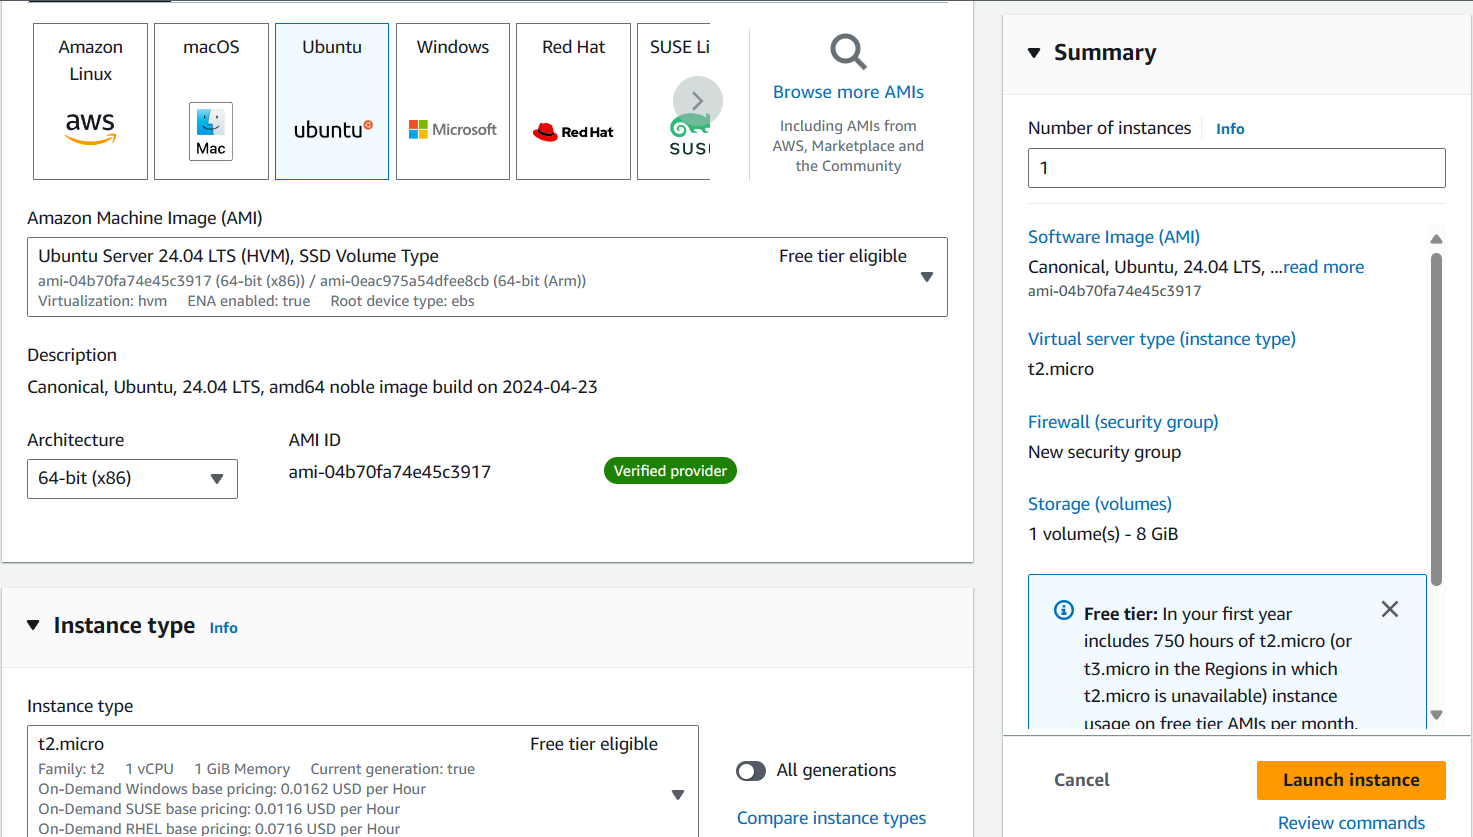 Amazon
Linux
aws
macOS
Mac
Ubuntu
ubuntu
Windows
Microsoft
Red Hat
Red Hat
SUSE Li
SUS
Browse more AMIs
Including AMIs from
AWS, Marketplace and
the Community
Amazon Machine Image (AMI)
Ubuntu Server 24.04 LTS (HVM), SSD Volume Type
Free tier eligible
ami-04b70fa74e45c3917 (64-bit (x86)) / ami-0eac975a54dfee8cb (64-bit (Arm))
Virtualization: hvm ENA enabled: true Root device type: ebs
Description
Canonical, Ubuntu, 24.04 LTS, amd64 noble image build on 2024-04-23
Architecture
64-bit (x86)
AMI ID
ami-04b70fa74e45c3917
Verified provider
Instance type Info
Instance type
t2.micro
Free tier eligible
Family: t2 1 vCPU 1 GiB Memory Current generation: true
On-Demand Windows base pricing: 0.0162 USD per Hour
On-Demand SUSE base pricing: 0.0116 USD per Hour
On-Demand RHEL base pricing: 0.0716 USD per Hour
All generations
Compare instance types
Summary
Number of instances Info
1
Software Image (AMI)
Canonical, Ubuntu, 24.04 LTS, ...read more
ami-04b70fa74e45c3917
Virtual server type (instance type)
t2.micro
Firewall (security group)
New security group
Storage (volumes)
1 volume(s) - 8 GiB
Free tier: In your first year
includes 750 hours of t2.micro (or
t3.micro in the Regions in which
t2.micro is unavailable) instance
usage on free tier AMIs per month,
Cancel
Launch instance
Review commands